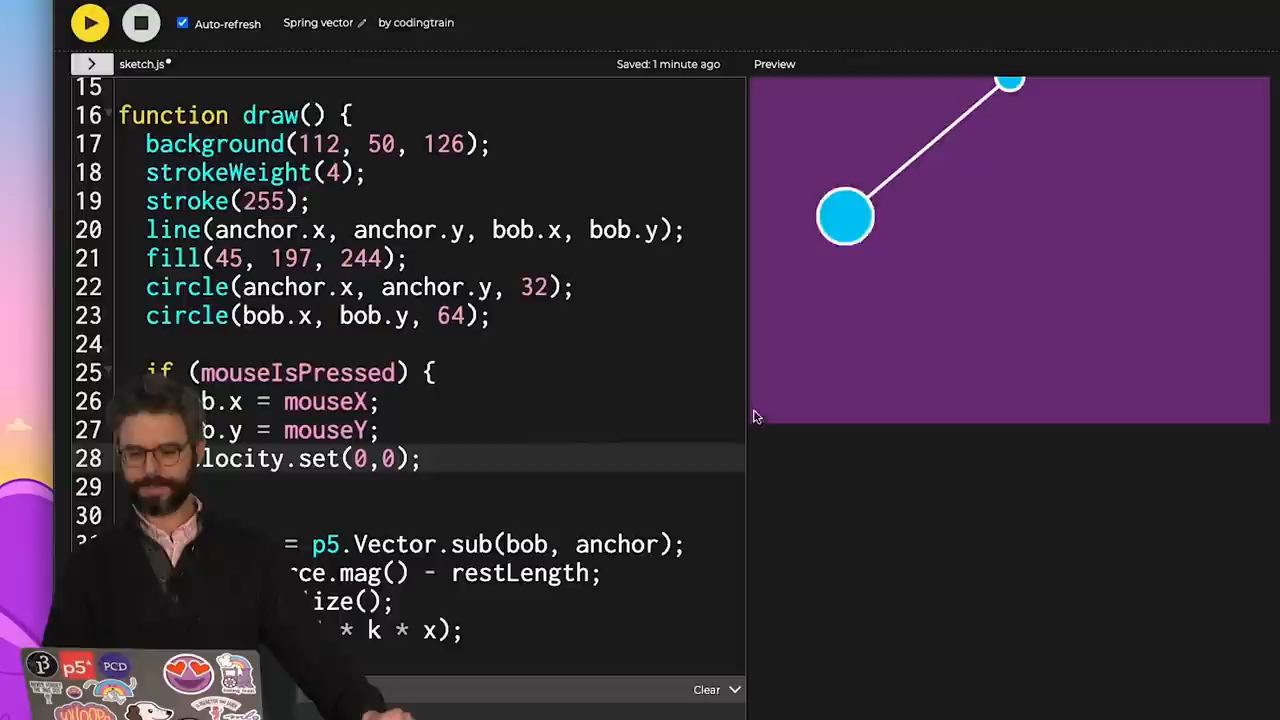 Auto-refresh
Spring vector
by codingtrain
sketch.js
Saved: 1 minute ago
Preview
15
16 function draw() {
17 background(112, 50, 126);
18 strokeWeight(4);
19 stroke(255);
20 line(anchor.x, anchor.y, bob.x, bob.y);
21 fill(45, 197, 244);
22 circle(anchor.x, anchor.y, 32);
23 circle(bob.x, bob.y, 64);
24
25 if (mouseIsPressed) {
26 b.x = mouseX;
27 b.y = mouseY;
28 locity.set(0,0);
29
30
= p5.Vector.sub(bob, anchor);
rce.mag() - restLength;
lize();
* k * x);
Clear
p5*
PCD
WHOOPS